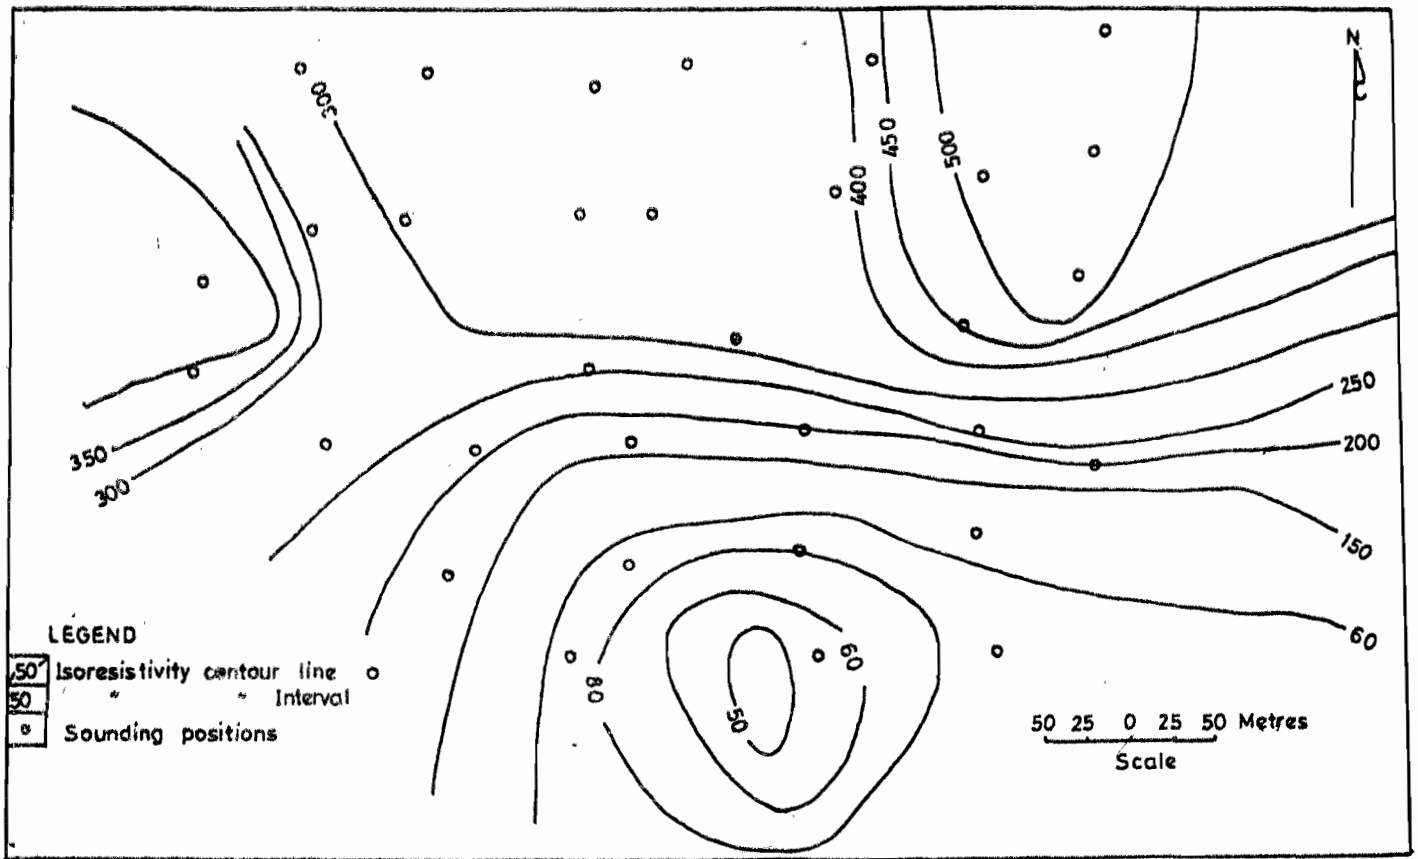 N
300
400
450
500
250
350
200
300
150
60
60
80
50
LEGEND
50 Isoresistivity contour line
50 " " Interval
Sounding positions
50 25 0 25 50 Metres
Scale